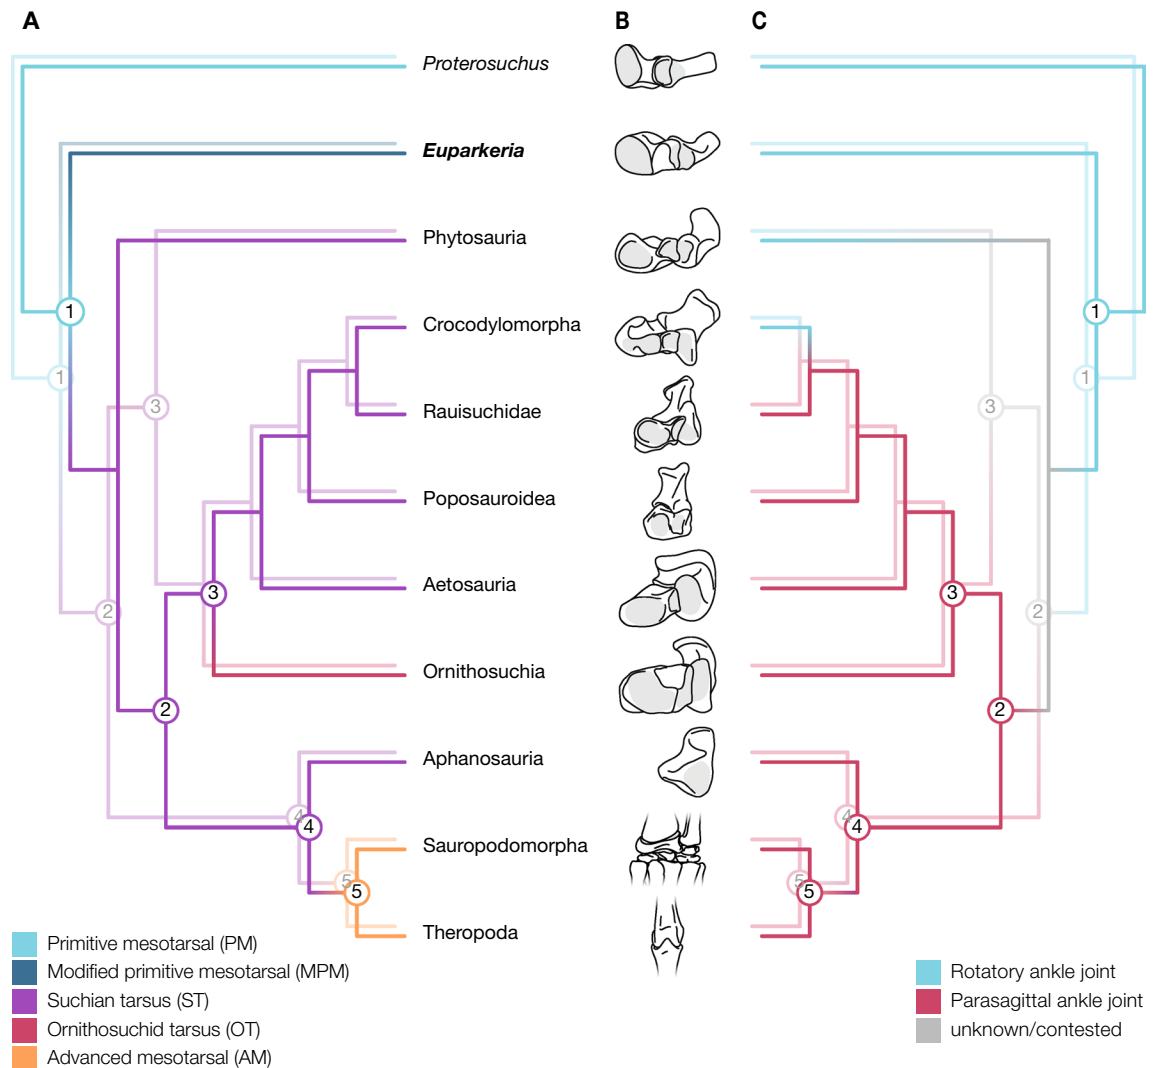 A B C
Proterosuchus
Euparkeria
Phytosauria
1 1
Crocodylomorpha
1 1
3 3
Rauisuchidae
Poposauroidea
Aetosauria
3 3
2 2
Ornithosuchia
2 2
Aphanosauria
4 4
4 4
Sauropodomorpha
5 5
5 5
Theropoda
Primitive mesotarsal (PM)
Modified primitive mesotarsal (MPM)
Suchian tarsus (ST)
Ornithosuchid tarsus (OT)
Advanced mesotarsal (AM)
Rotatory ankle joint
Parasagittal ankle joint
unknown/contested